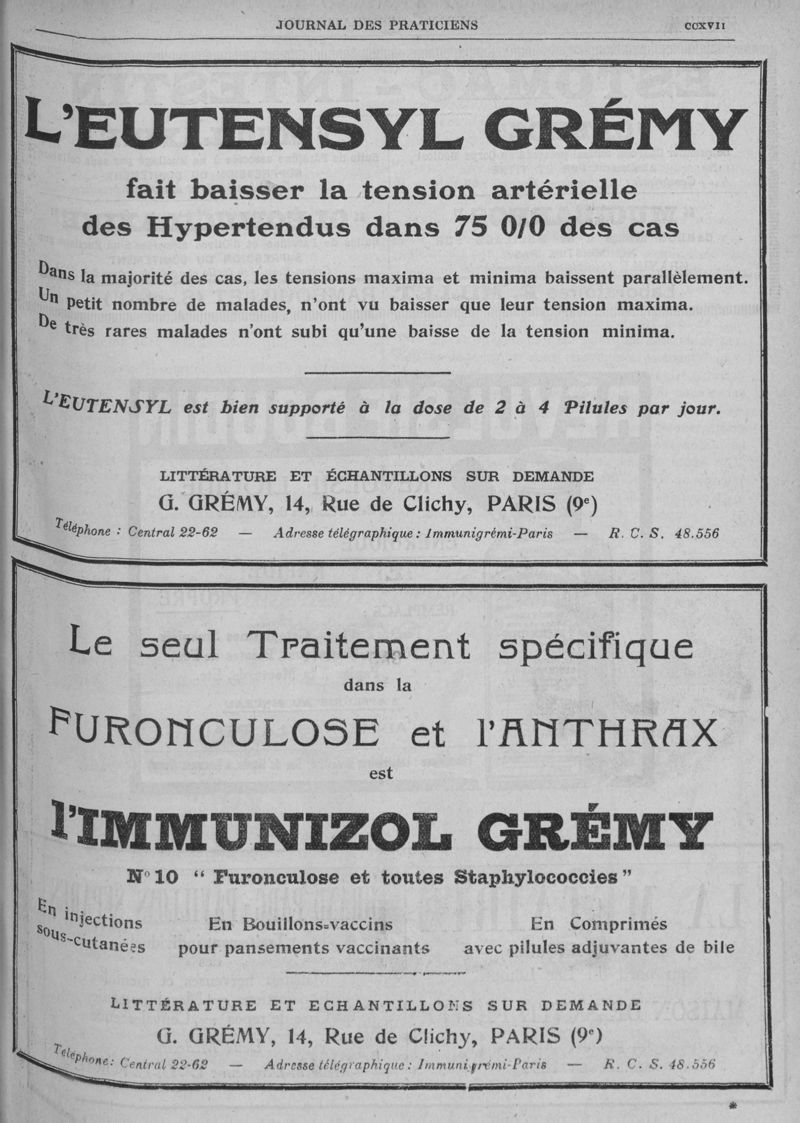 JOURNAL DES PRATICIENS ccxvii
L'EUTENSYL GRÉMY
fait baisser la tension artérielle
des Hypertendus dans 75 0/0 des cas
Dans la majorité des cas, les tensions maxima et minima baissent parallèlement.
Un petit nombre de malades, n'ont vu baisser que leur tension maxima.
De très rares malades n'ont subi qu'une baisse de la tension minima.
L'EUTENSYL est bien supporté à la dose de 2 à 4 Pilules par jour.
LITTÉRATURE ET ÉCHANTILLONS SUR DEMANDE
G. GRÉMY, 14, Rue de Clichy, PARIS (9e)
Téléphone : Central 22-62 — Adresse télégraphique : Immunigrémi-Paris — R. C. S. 48.556
Le seul Traitement spécifique
dans la
FURONCULOSE et l'ANTHRAX
est
l'IMMUNIZOL GRÉMY
N° 10 “ Furonculose et toutes Staphylococcies ”
En injections En Bouillons=vaccins En Comprimés
sous-cutanées pour pansements vaccinants avec pilules adjuvantes de bile
LITTÉRATURE ET ECHANTILLONS SUR DEMANDE
G. GRÉMY, 14, Rue de Clichy, PARIS (9e)
Téléphone : Central 22-62 — Adresse télégraphique : Immunigrémi-Paris — R. C. S. 48.556
*